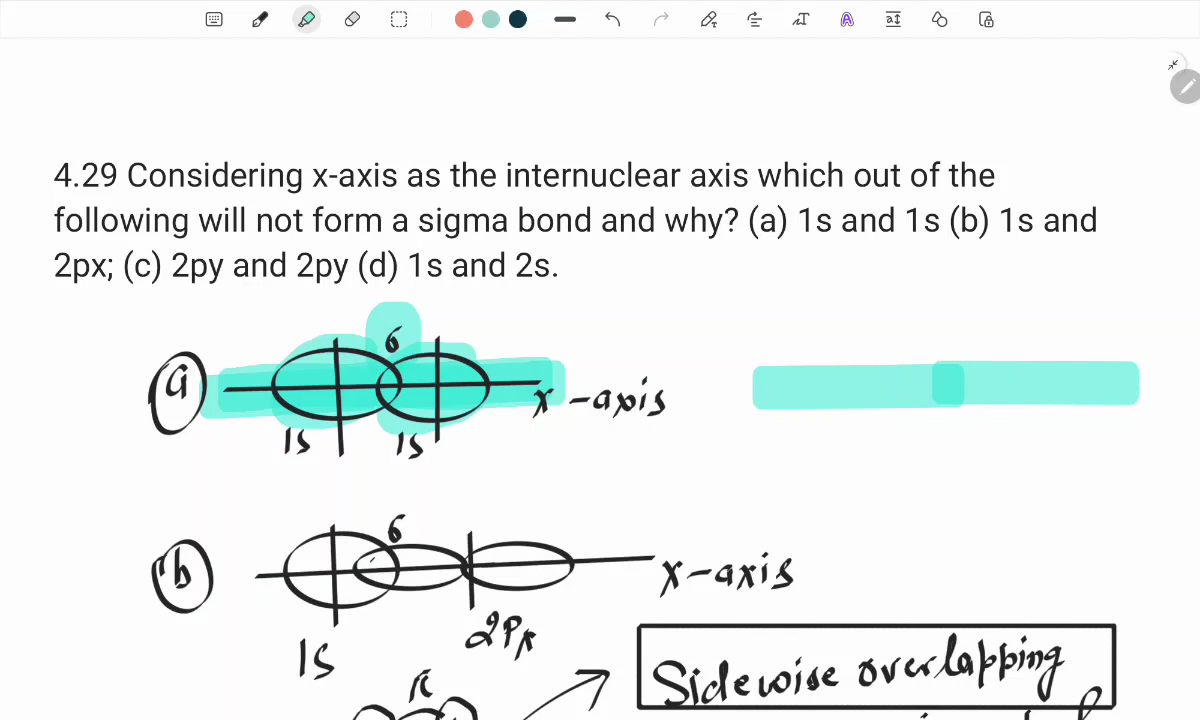 4.29 Considering x-axis as the internuclear axis which out of the
following will not form a sigma bond and why? (a) 1s and 1s (b) 1s and
2px; (c) 2py and 2py (d) 1s and 2s.
6
a
x-axis
1s 1s
6
b
x-axis
1s
2Px
π
Sidewise overlapping